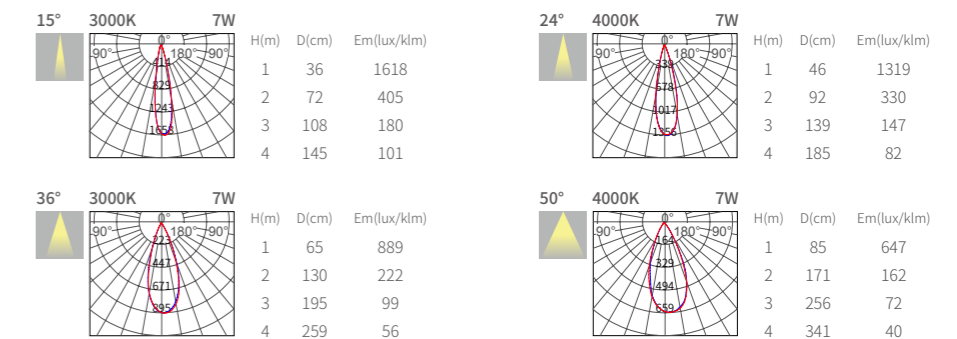 15° 3000K 7W
H(m) D(cm) Em(lux/klm)
0°
-90° 180° -90°
414
829
1243
1658
1 36 1618
2 72 405
3 108 180
4 145 101
24° 4000K 7W
H(m) D(cm) Em(lux/klm)
0°
-90° 180° -90°
339
678
1017
1356
1 46 1319
2 92 330
3 139 147
4 185 82
36° 3000K 7W
H(m) D(cm) Em(lux/klm)
0°
-90° 180° -90°
223
447
671
895
1 65 889
2 130 222
3 195 99
4 259 56
50° 4000K 7W
H(m) D(cm) Em(lux/klm)
0°
-90° 180° -90°
164
329
494
659
1 85 647
2 171 162
3 256 72
4 341 40